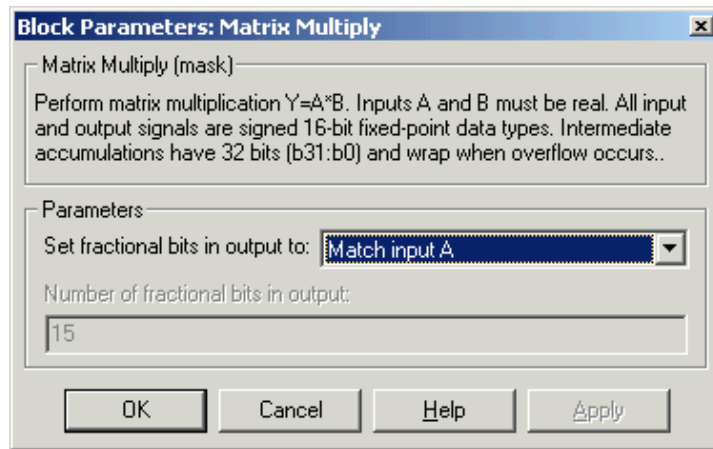 Block Parameters: Matrix Multiply
Matrix Multiply (mask)
Perform matrix multiplication Y=A*B. Inputs A and B must be real. All input
and output signals are signed 16-bit fixed-point data types. Intermediate
accumulations have 32 bits (b31:b0) and wrap when overflow occurs..
Parameters
Set fractional bits in output to: Match input A
Number of fractional bits in output:
15
OK Cancel Help Apply